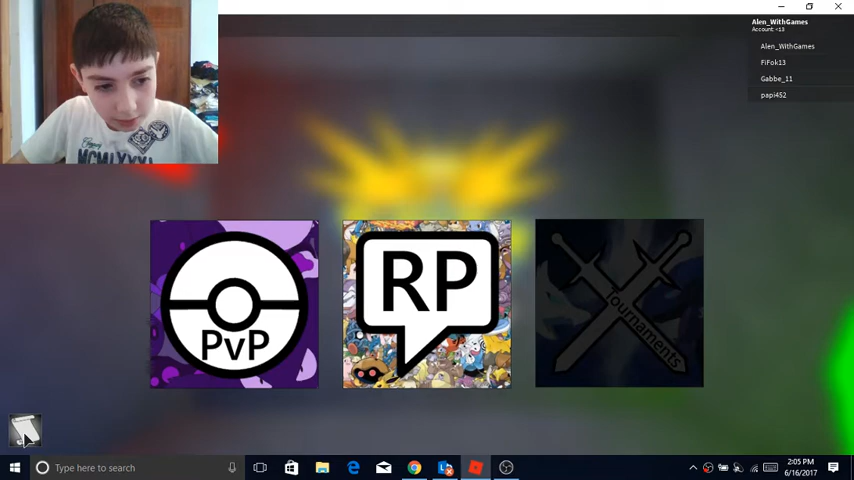 Alen_WithGames
Account: <13
Alen_WithGames
FiFok13
Gabbe_11
papi452
MCMLXXXI
PvP
RP
Tournaments
Type here to search
2:05 PM
6/16/2017